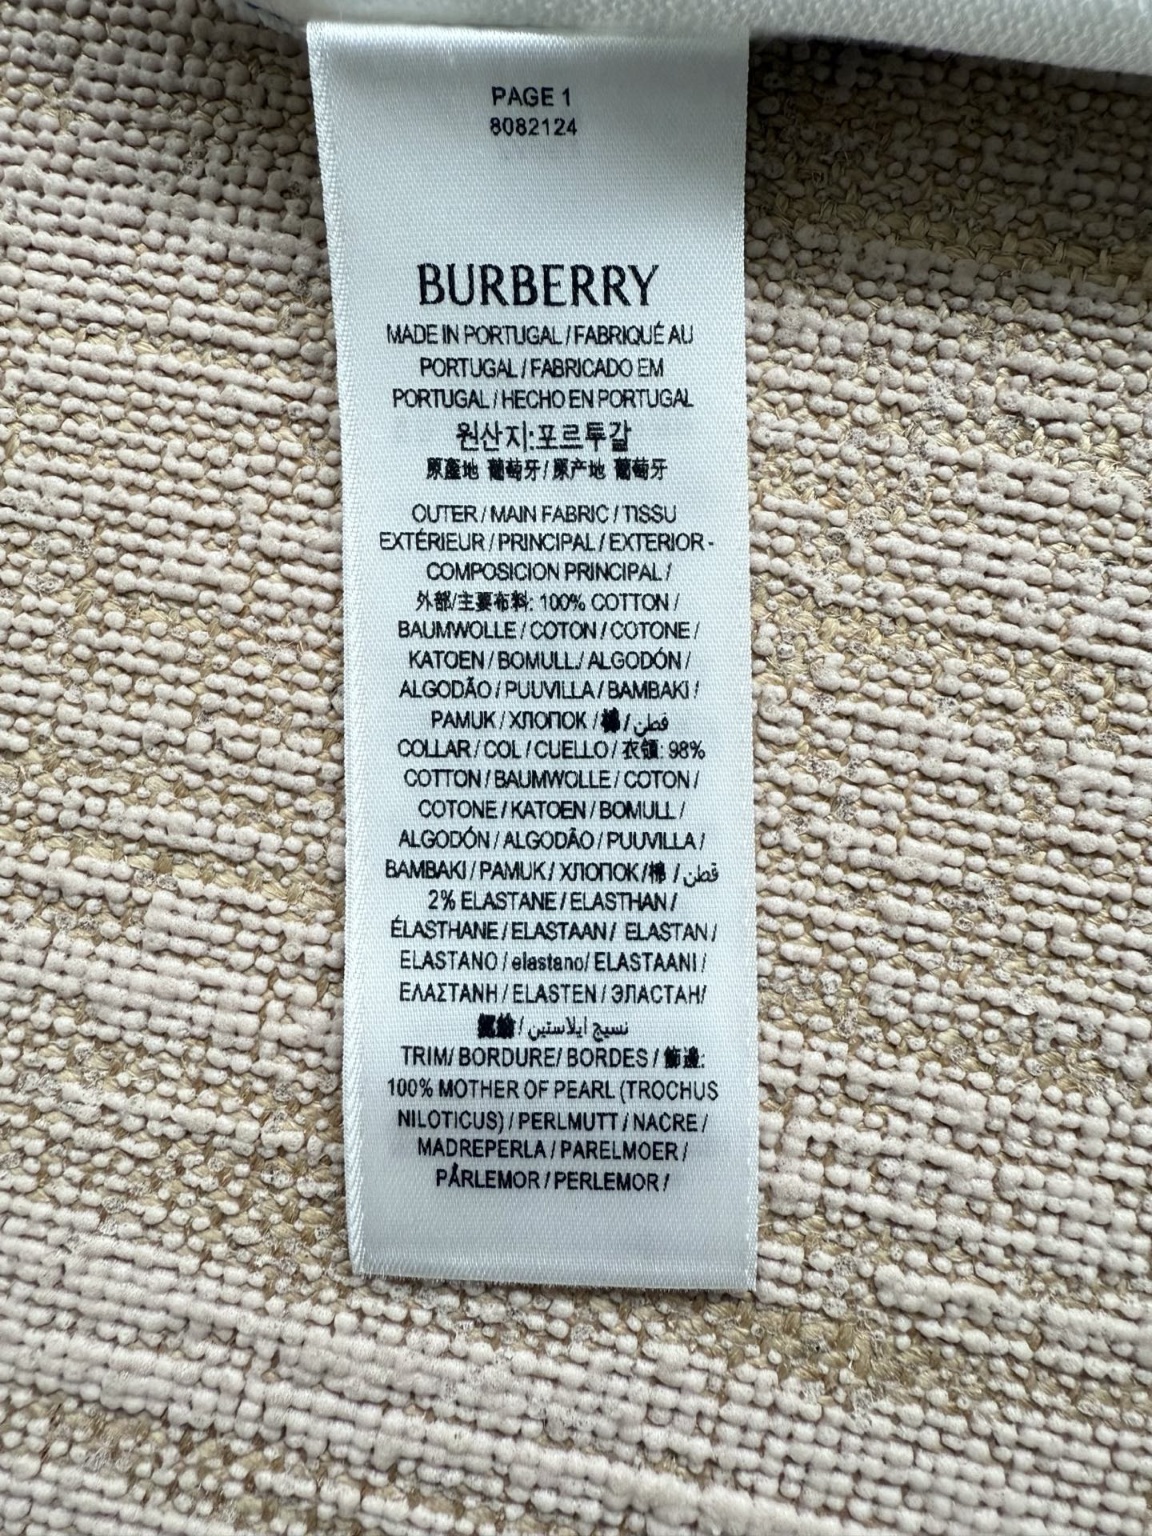 PAGE 1
8082124
BURBERRY
MADE IN PORTUGAL / FABRIQUÉ AU
PORTUGAL / FABRICADO EM
PORTUGAL / HECHO EN PORTUGAL
원산지:포르투갈
原產地 葡萄牙/原产地 葡萄牙
OUTER / MAIN FABRIC / TISSU
EXTÉRIEUR / PRINCIPAL / EXTERIOR -
COMPOSICION PRINCIPAL /
外部/主要布料: 100% COTTON /
BAUMWOLLE / COTON / COTONE /
KATOEN / BOMULL / ALGODÓN /
ALGODÃO / PUUVILLA / BAMBAKI /
PAMUK / ХЛОПОК / 棉 / قطن
COLLAR / COL / CUELLO / 衣領: 98%
COTTON / BAUMWOLLE / COTON /
COTONE / KATOEN / BOMULL /
ALGODÓN / ALGODÃO / PUUVILLA /
BAMBAKI / PAMUK / ХЛОПОК /棉 / قطن
2% ELASTANE / ELASTHAN /
ÉLASTHANE / ELASTAAN / ELASTAN /
ELASTANO / elastano/ ELASTAANI /
ΕΛΑΣΤΑΝΗ / ELASTEN / ЭЛАСТАН/
/ نسيج ايلاستين
TRIM/ BORDURE/ BORDES / 飾邊:
100% MOTHER OF PEARL (TROCHUS
NILOTICUS) / PERLMUTT / NACRE /
MADREPERLA / PARELMOER /
PÄRLEMOR / PERLEMOR /